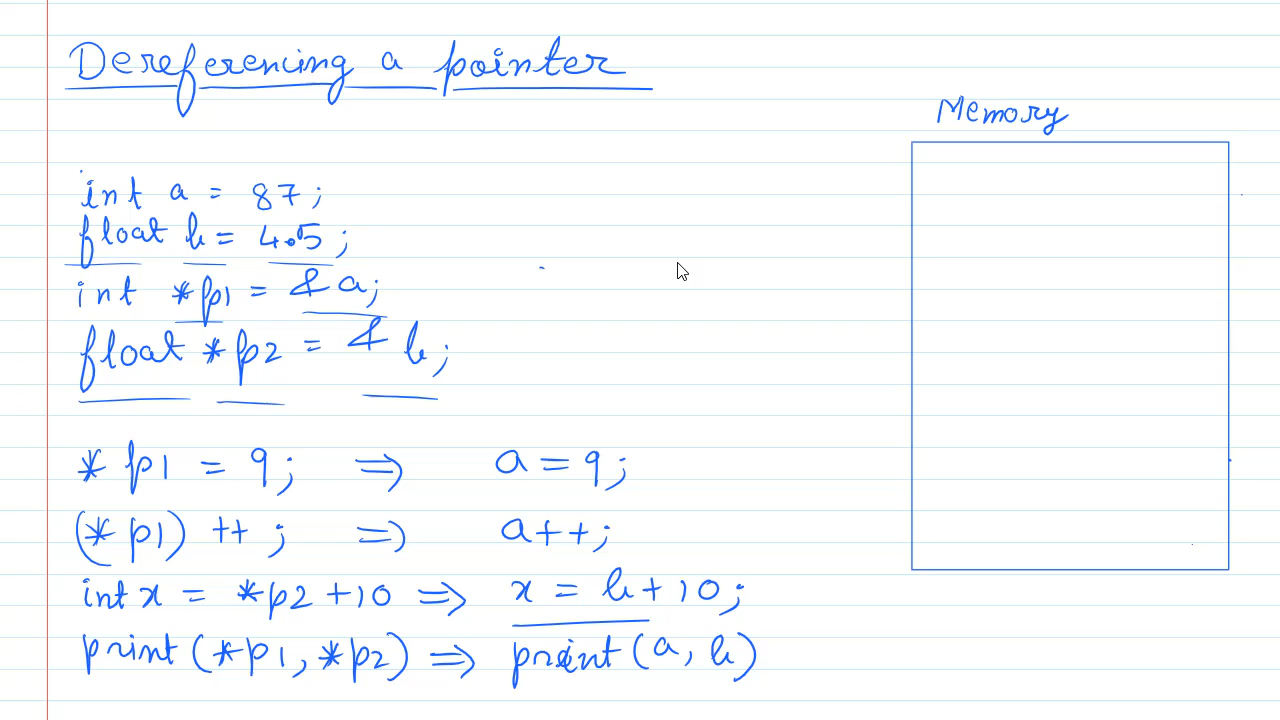 Dereferening a pointer
Memory
int a = 87;
float b = 4.5;
int *p1 = &a;
float *p2 = &b;
*p1 = 9; ⇒ a = 9;
(*p1)++; ⇒ a++;
int x = *p2+10 ⇒ x = b+10;
print(*p1, *p2) ⇒ print(a, b)